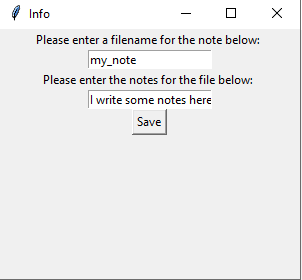 Info
Please enter a filename for the note below:
my_note
Please enter the notes for the file below:
I write some notes here
Save